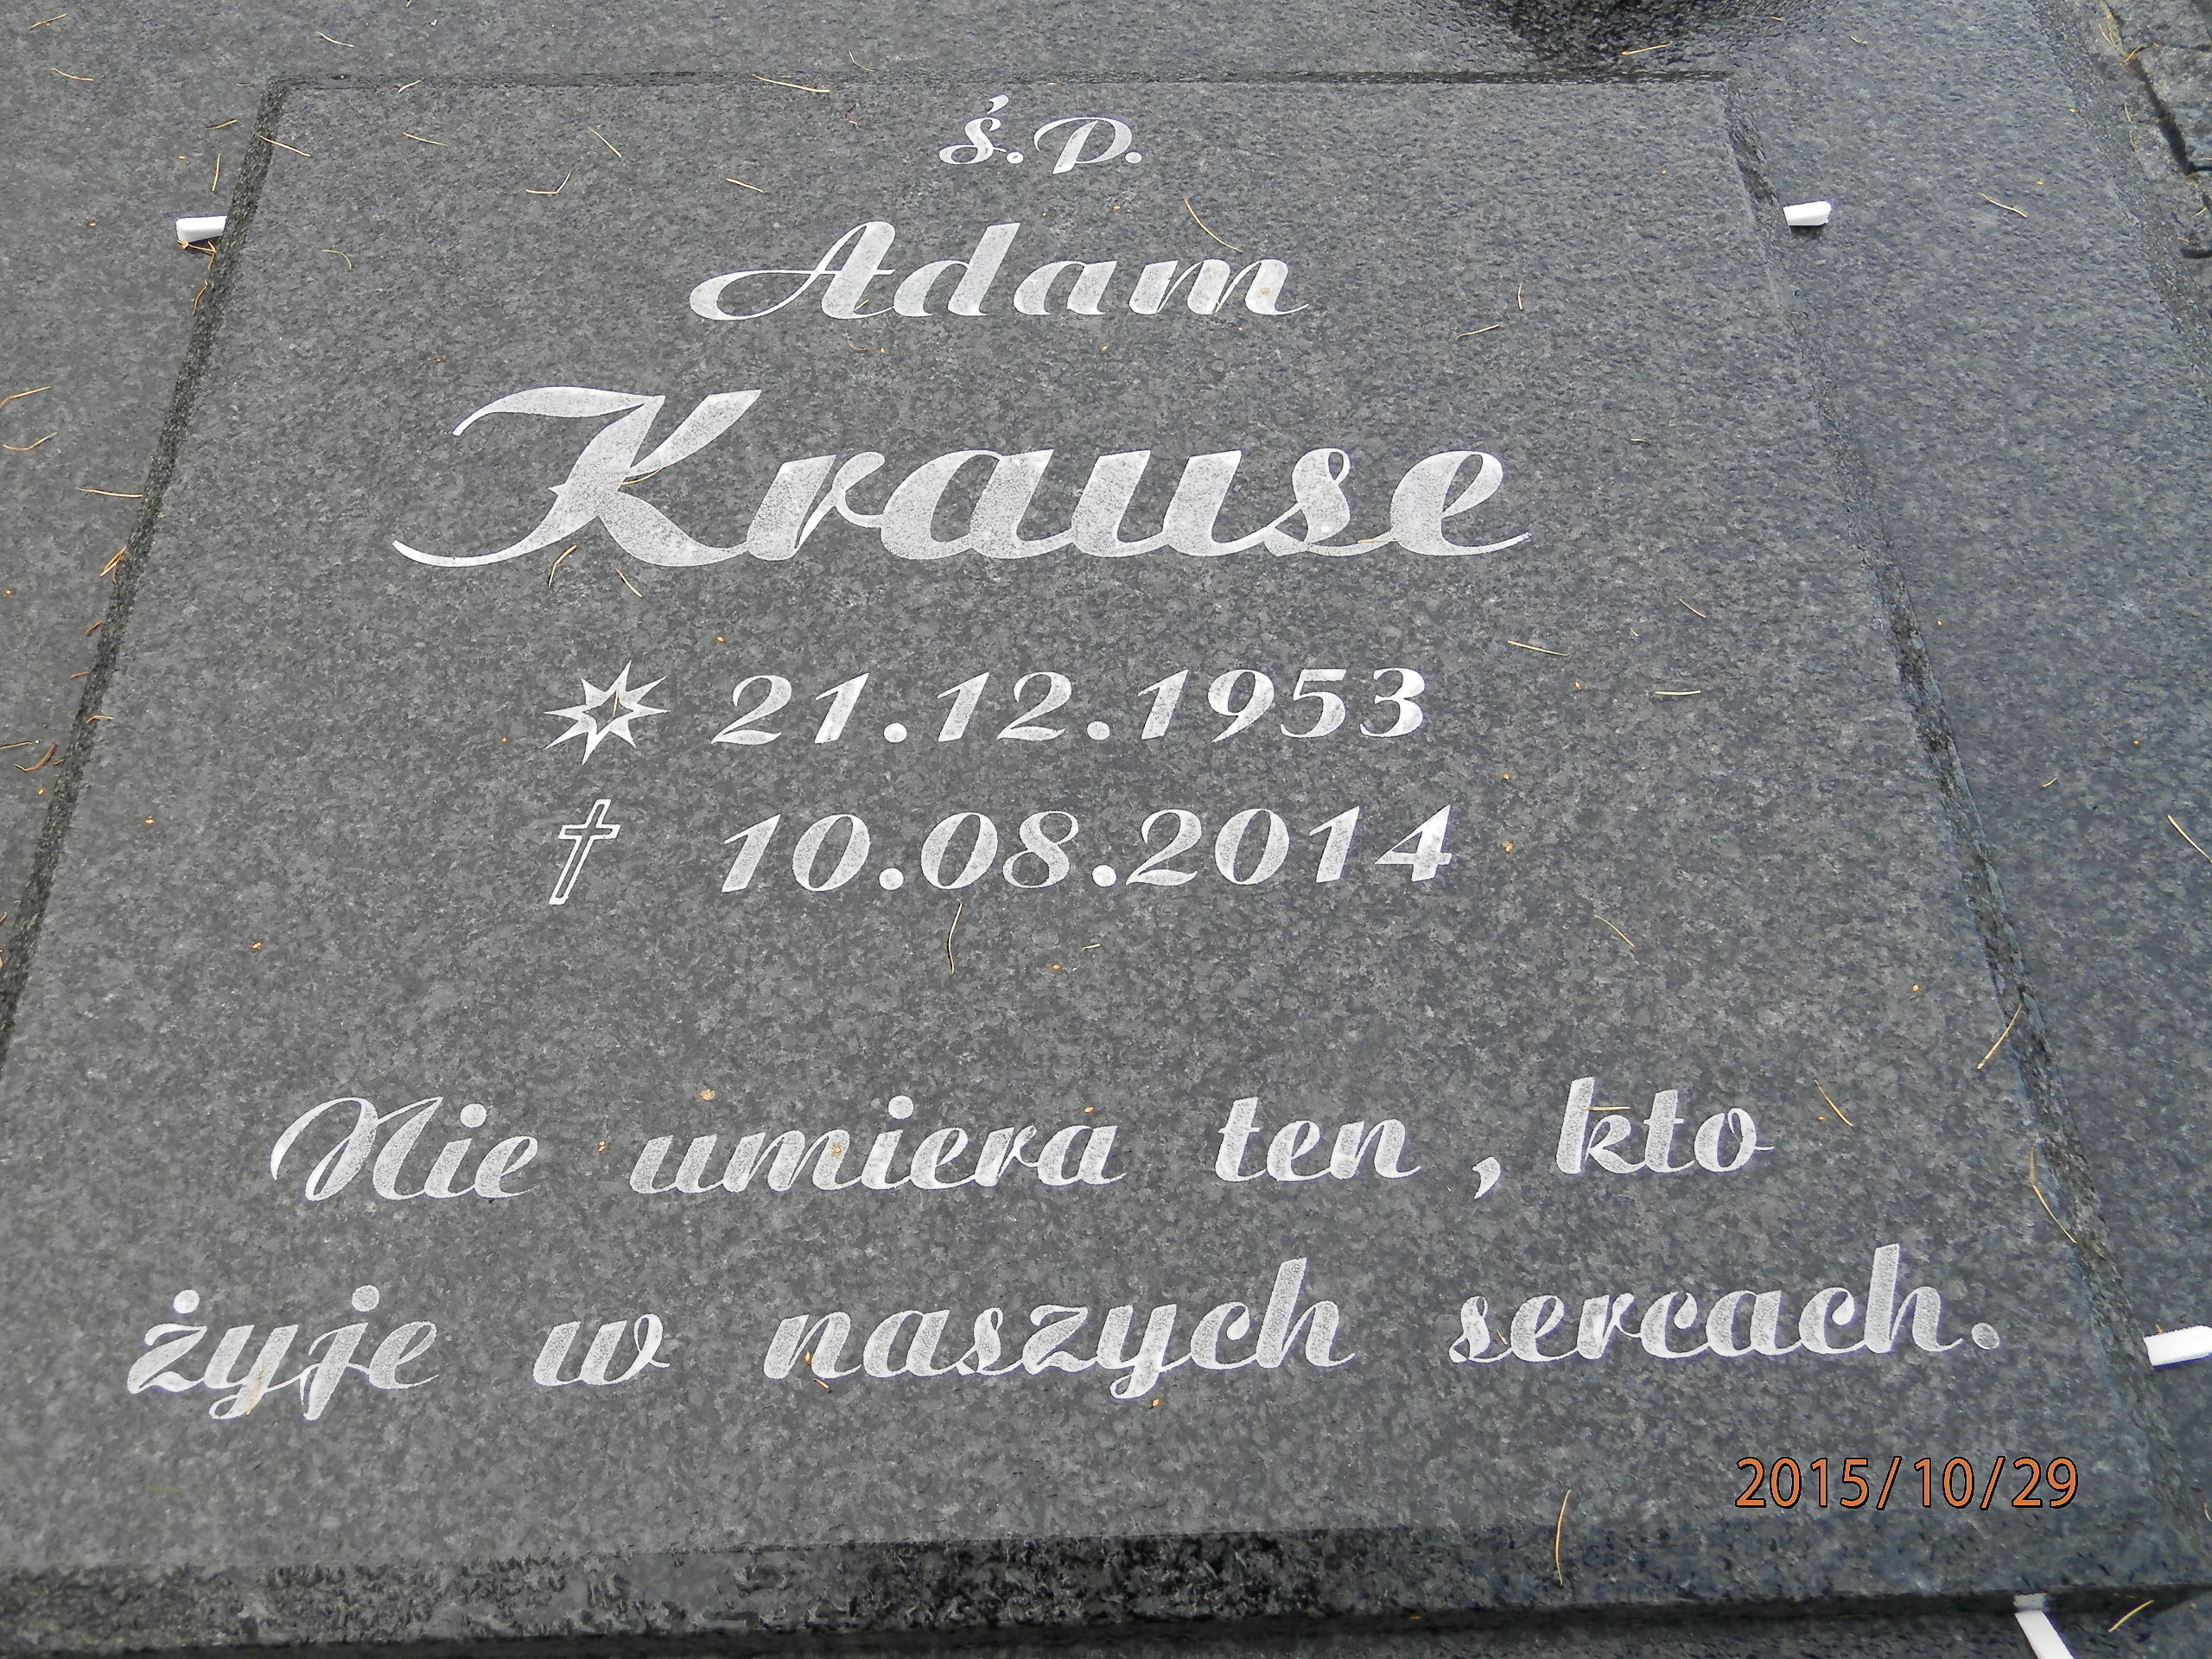 Ś.P.
Adam
Krause
21.12.1953
10.08.2014
Nie umiera ten , kto
żyje w naszych sercach.
2015/10/29